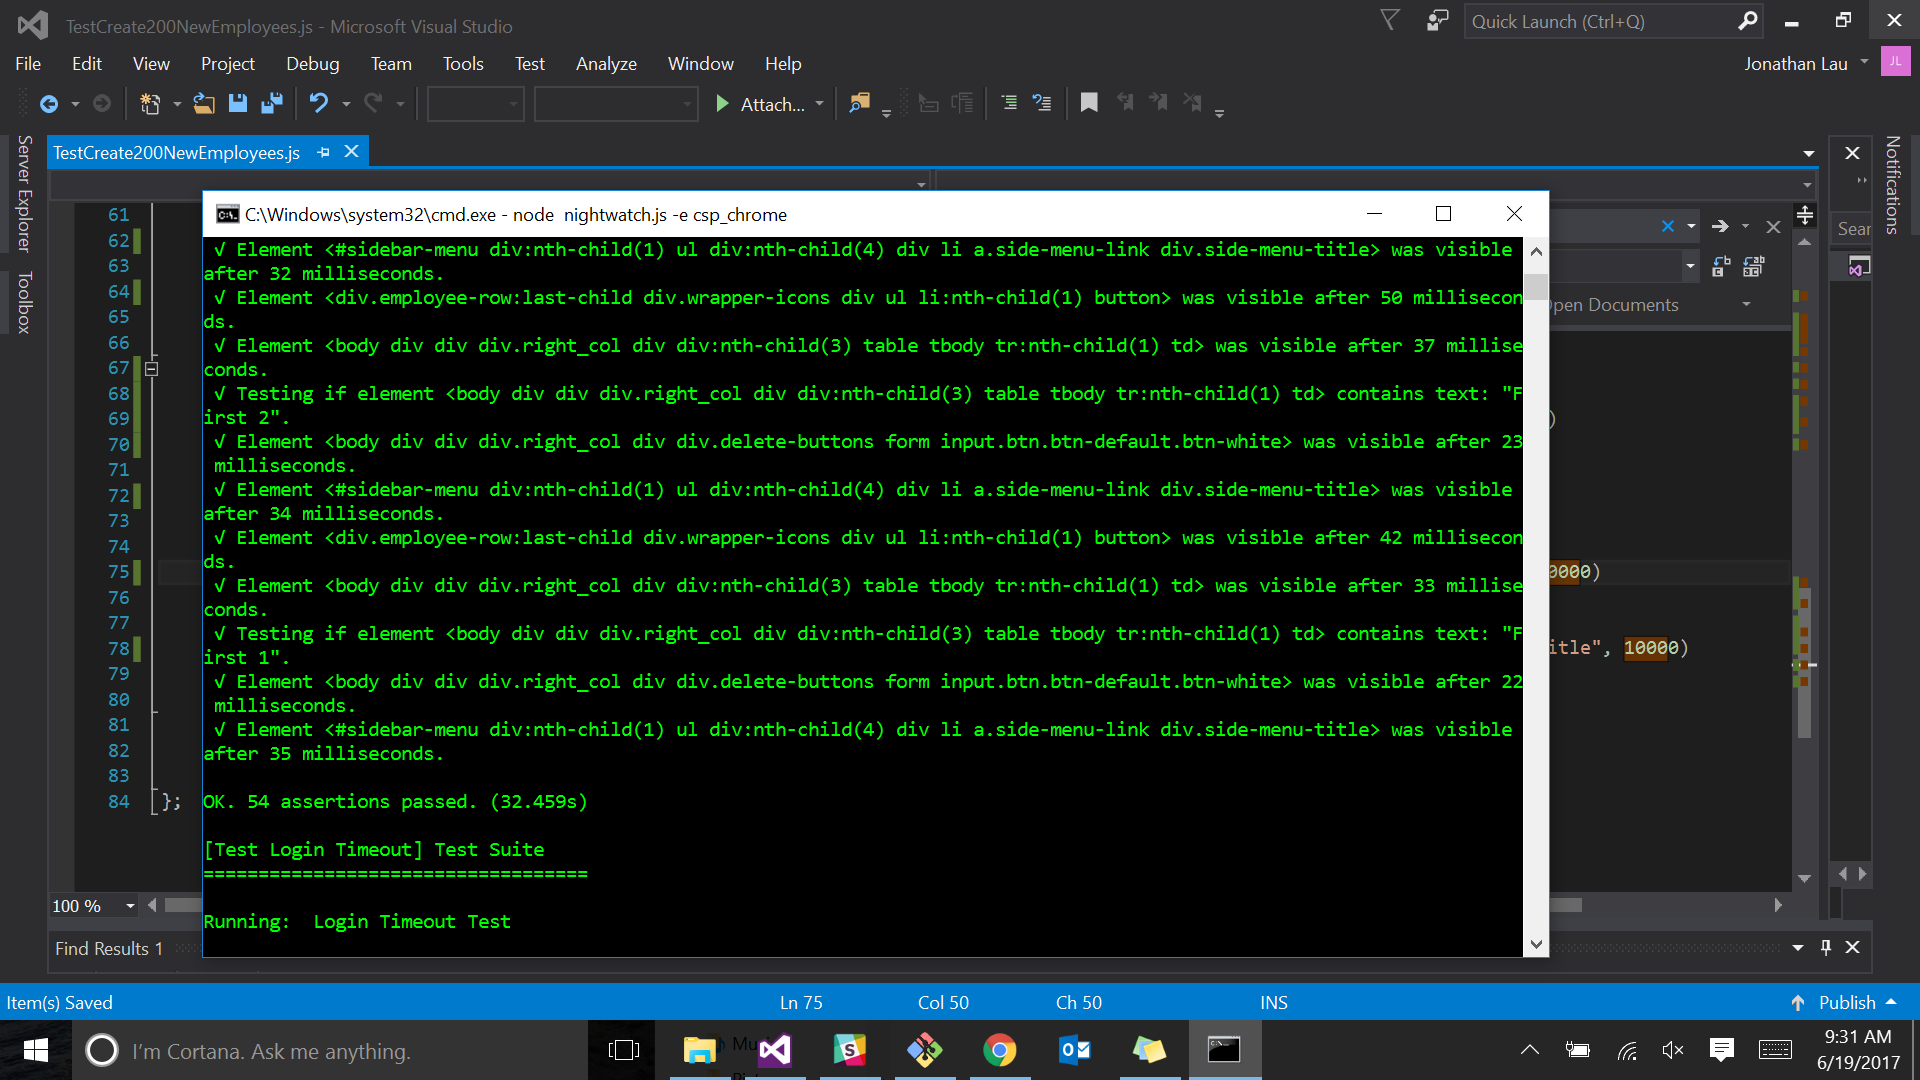 TestCreate200NewEmployees.js - Microsoft Visual Studio
Quick Launch (Ctrl+Q)
File Edit View Project Debug Team Tools Test Analyze Window Help
Jonathan Lau
JL
Attach...
Server Explorer
Toolbox
TestCreate200NewEmployees.js
Notifications
C:\Windows\system32\cmd.exe - node  nightwatch.js -e csp_chrome
√ Element <#sidebar-menu div:nth-child(1) ul div:nth-child(4) div li a.side-menu-link div.side-menu-title> was visible
after 32 milliseconds.
√ Element <div.employee-row:last-child div.wrapper-icons div ul li:nth-child(1) button> was visible after 50 millisecon
ds.
√ Element <body div div div.right_col div div:nth-child(3) table tbody tr:nth-child(1) td> was visible after 37 millise
conds.
√ Testing if element <body div div div.right_col div div:nth-child(3) table tbody tr:nth-child(1) td> contains text: "F
irst 2".
√ Element <body div div div.right_col div div.delete-buttons form input.btn.btn-default.btn-white> was visible after 23
milliseconds.
√ Element <#sidebar-menu div:nth-child(1) ul div:nth-child(4) div li a.side-menu-link div.side-menu-title> was visible
after 34 milliseconds.
√ Element <div.employee-row:last-child div.wrapper-icons div ul li:nth-child(1) button> was visible after 42 millisecon
ds.
√ Element <body div div div.right_col div div:nth-child(3) table tbody tr:nth-child(1) td> was visible after 33 millise
conds.
√ Testing if element <body div div div.right_col div div:nth-child(3) table tbody tr:nth-child(1) td> contains text: "F
irst 1".
√ Element <body div div div.right_col div div.delete-buttons form input.btn.btn-default.btn-white> was visible after 22
milliseconds.
√ Element <#sidebar-menu div:nth-child(1) ul div:nth-child(4) div li a.side-menu-link div.side-menu-title> was visible
after 35 milliseconds.
OK. 54 assertions passed. (32.459s)
[Test Login Timeout] Test Suite
===================================
Running:  Login Timeout Test
61
62
63
64
65
66
67
68
69
70
71
72
73
74
75
76
77
78
79
80
81
82
83
84 };
Sear
pen Documents
)
0000)
itle", 10000)
100 %
Find Results 1
Item(s) Saved
Ln 75
Col 50
Ch 50
INS
Publish
I'm Cortana. Ask me anything.
Mu
9:31 AM
6/19/2017